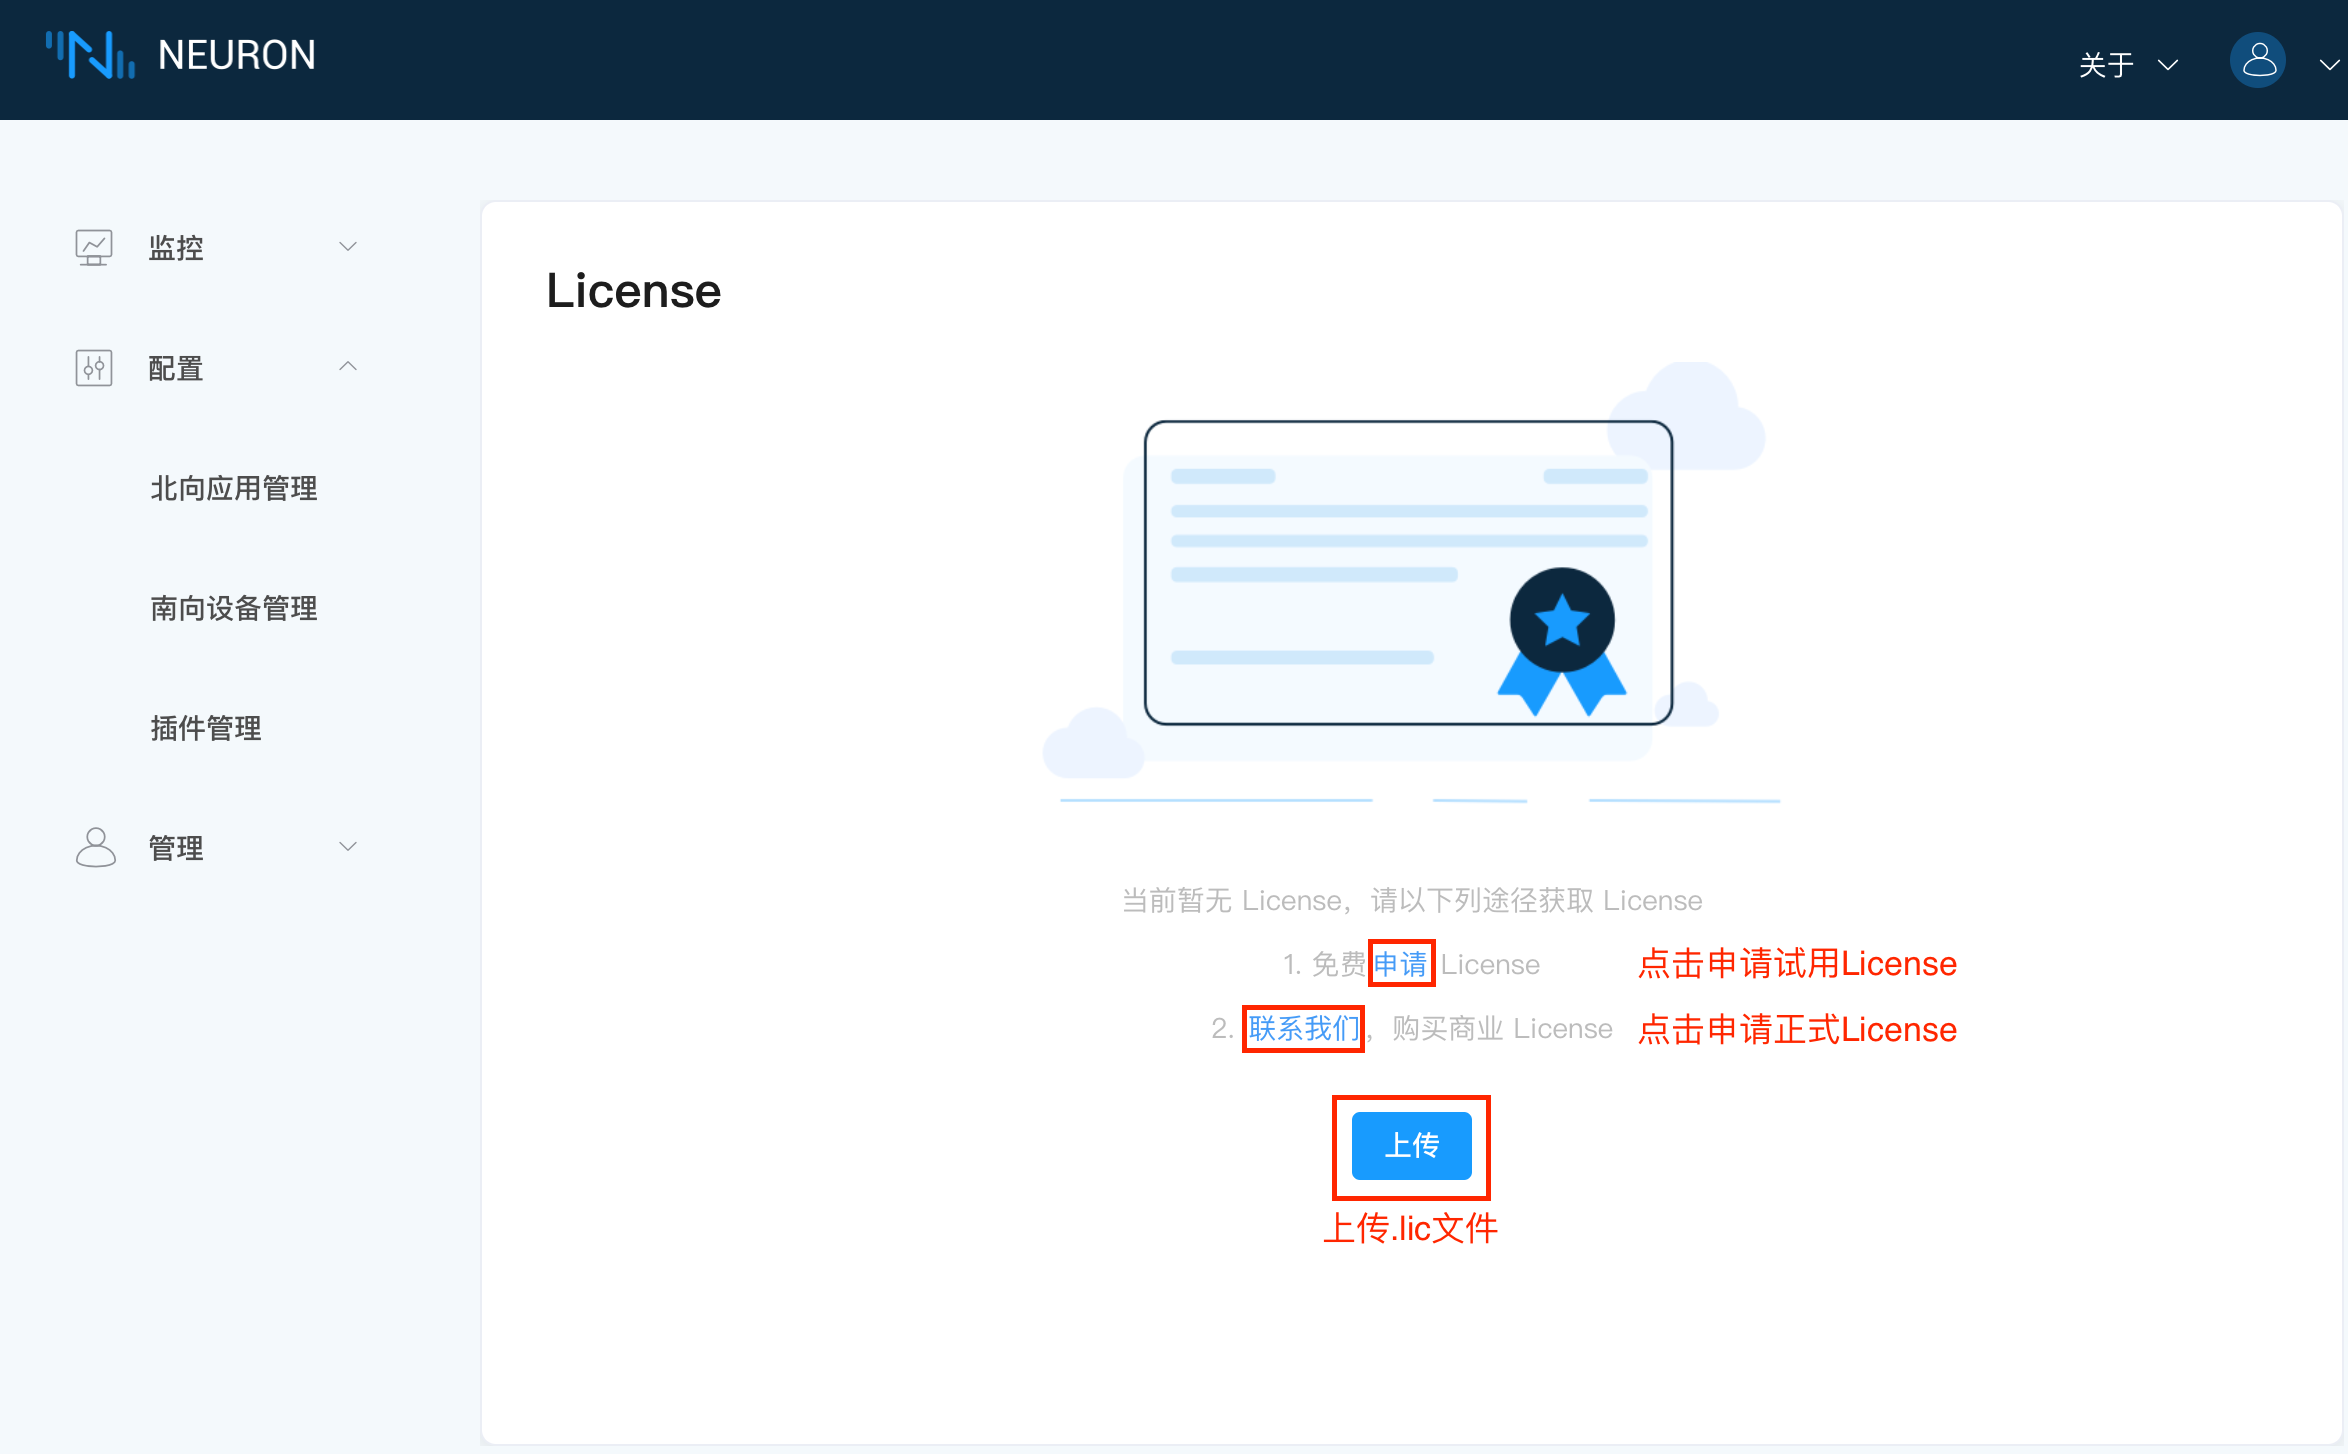 NEURON
关于
监控
配置
北向应用管理
南向设备管理
插件管理
管理
License
当前暂无 License，请以下列途径获取 License
1. 免费申请 License
点击申请试用License
2. 联系我们，购买商业 License
点击申请正式License
上传
上传.lic文件